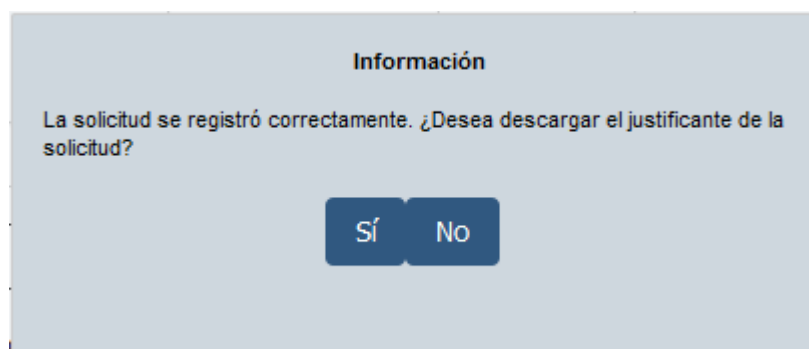 Información
La solicitud se registró correctamente. ¿Desea descargar el justificante de la
solicitud?
Sí No